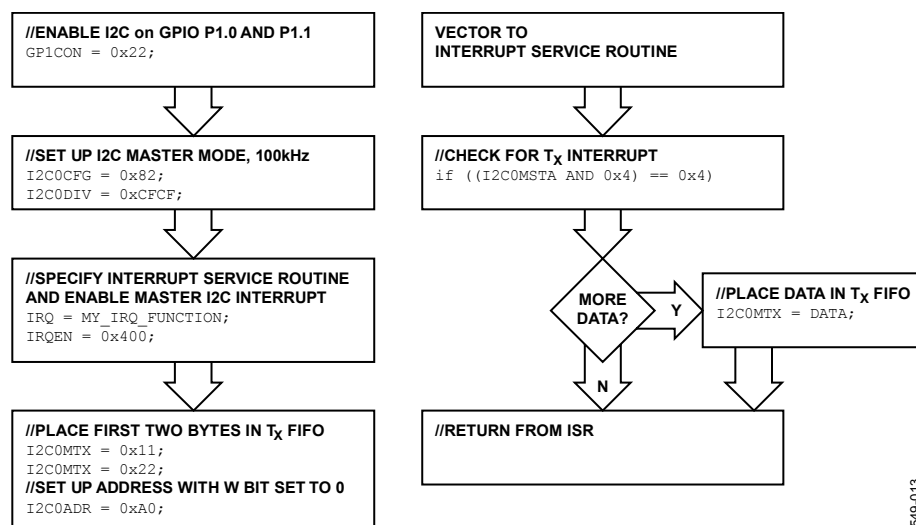 //ENABLE I2C on GPIO P1.0 AND P1.1
GP1CON = 0x22;
//SET UP I2C MASTER MODE, 100kHz
I2C0CFG = 0x82;
I2C0DIV = 0xCFCF;
//SPECIFY INTERRUPT SERVICE ROUTINE
AND ENABLE MASTER I2C INTERRUPT
IRQ = MY_IRQ_FUNCTION;
IRQEN = 0x400;
//PLACE FIRST TWO BYTES IN TX FIFO
I2C0MTX = 0x11;
I2C0MTX = 0x22;
//SET UP ADDRESS WITH W BIT SET TO 0
I2C0ADR = 0xA0;
VECTOR TO
INTERRUPT SERVICE ROUTINE
//CHECK FOR TX INTERRUPT
if ((I2C0MSTA AND 0x4) == 0x4)
MORE
DATA?
Y
//PLACE DATA IN TX FIFO
I2C0MTX = DATA;
N
//RETURN FROM ISR